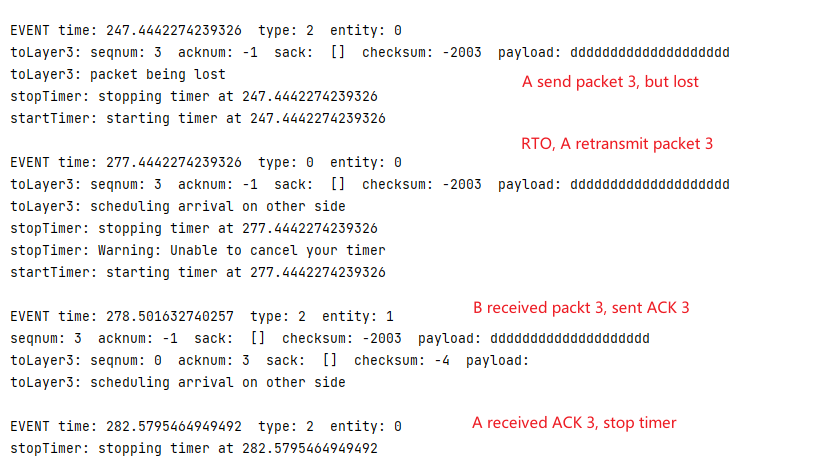 EVENT time: 247.4442274239326  type: 2  entity: 0
toLayer3: seqnum: 3  acknum: -1  sack:  []  checksum: -2003  payload: dddddddddddddddddddd
toLayer3: packet being lost
A send packet 3, but lost
stopTimer: stopping timer at 247.4442274239326
startTimer: starting timer at 247.4442274239326
RTO, A retransmit packet 3
EVENT time: 277.4442274239326  type: 0  entity: 0
toLayer3: seqnum: 3  acknum: -1  sack:  []  checksum: -2003  payload: dddddddddddddddddddd
toLayer3: scheduling arrival on other side
stopTimer: stopping timer at 277.4442274239326
stopTimer: Warning: Unable to cancel your timer
startTimer: starting timer at 277.4442274239326
B received packt 3, sent ACK 3
EVENT time: 278.501632740257  type: 2  entity: 1
seqnum: 3  acknum: -1  sack:  []  checksum: -2003  payload: dddddddddddddddddddd
toLayer3: seqnum: 0  acknum: 3  sack:  []  checksum: -4  payload:
toLayer3: scheduling arrival on other side
EVENT time: 282.5795464949492  type: 2  entity: 0
A received ACK 3, stop timer
stopTimer: stopping timer at 282.5795464949492